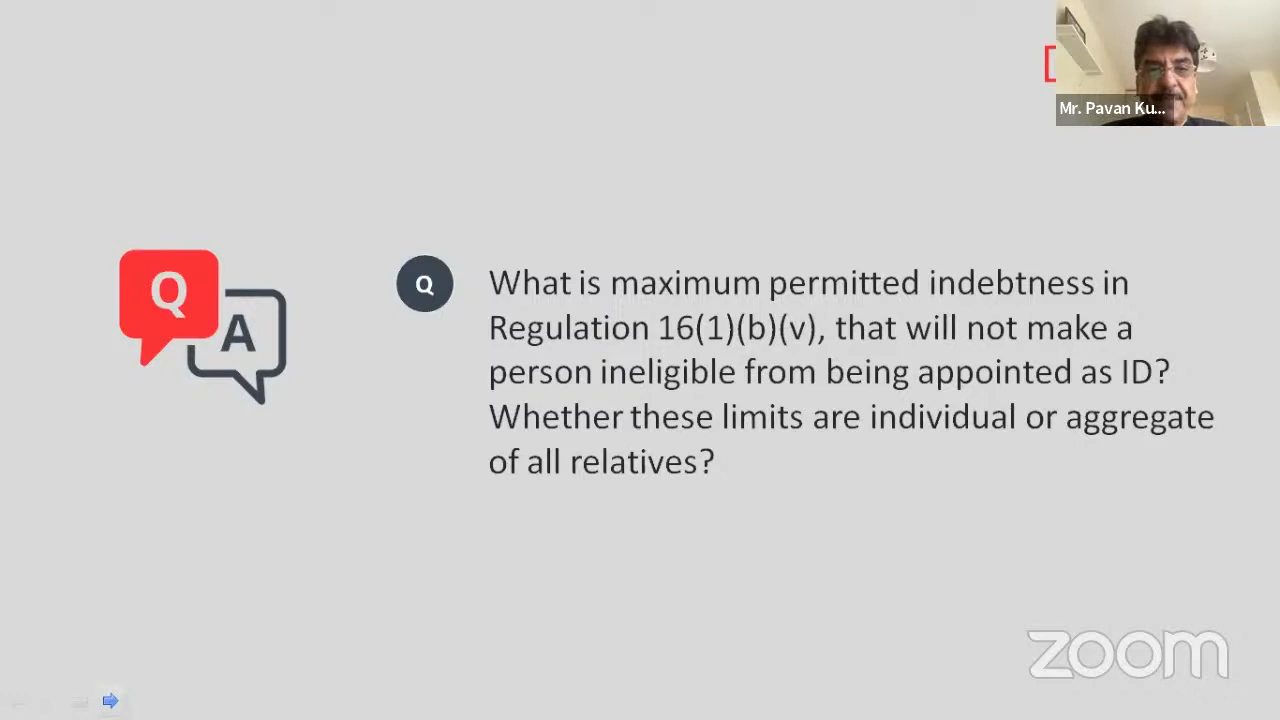 Mr. Pavan Ku...
Q
A
Q
What is maximum permitted indebtness in
Regulation 16(1)(b)(v), that will not make a
person ineligible from being appointed as ID?
Whether these limits are individual or aggregate
of all relatives?
zoom